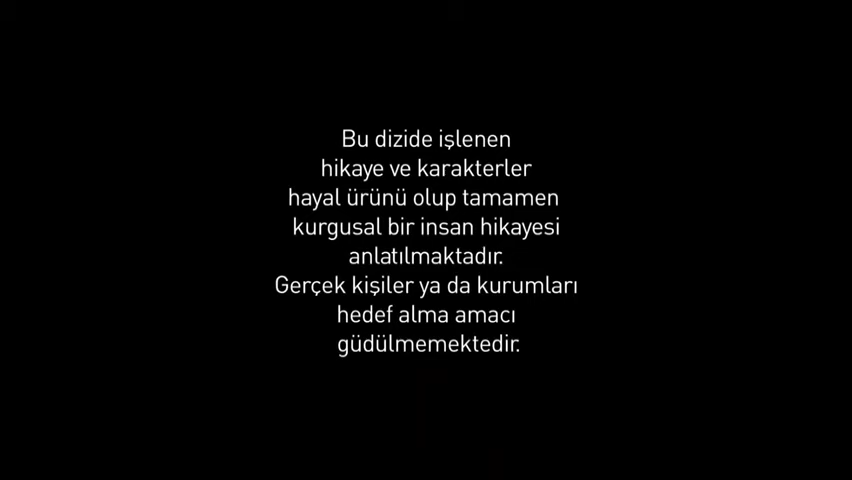 Bu dizide işlenen
hikaye ve karakterler
hayal ürünü olup tamamen
kurgusal bir insan hikayesi
anlatılmaktadır.
Gerçek kişiler ya da kurumları
hedef alma amacı
güdülmemektedir.